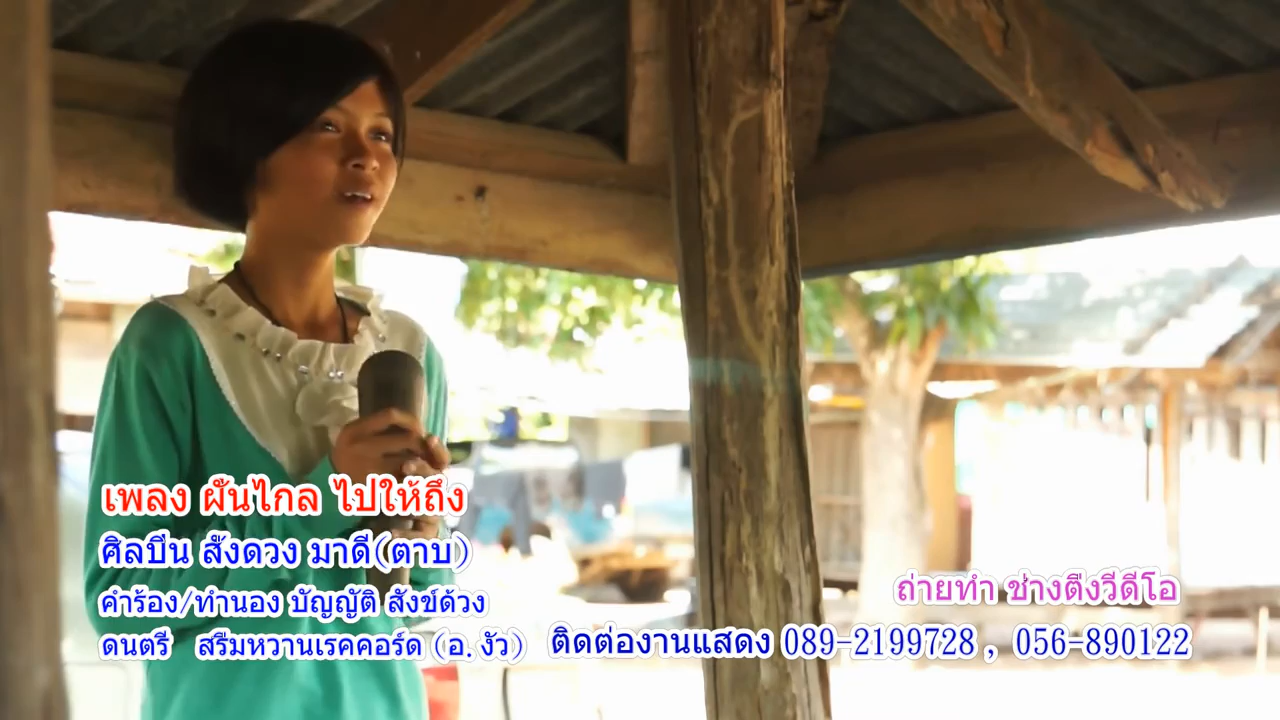 เพลง ฝันไกล ไปให้ถึง
ศิลปิน สังดวง มาดี(ตาบ)
คำร้อง/ทำนอง บัญญัติ สังข์ด้วง
ดนตรี สรีมหวานเรคคอร์ด (อ.งัว) ติดต่องานแสดง 089-2199728 , 056-890122
ถ่ายทำ ช่างตึ๋งวีดีโอ